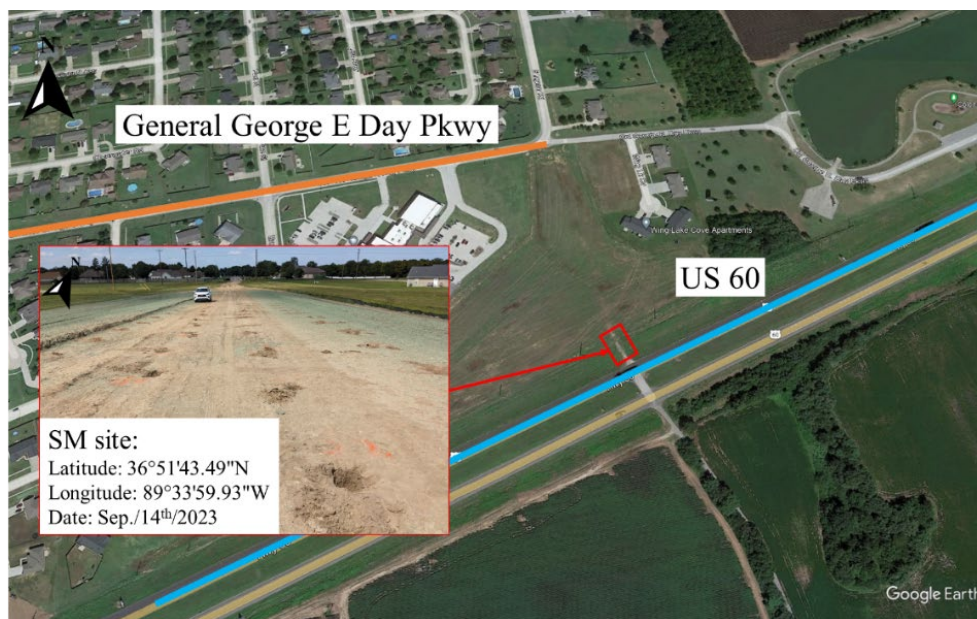 N
General George E Day Pkwy
Wing Lake Cove Apartments
US 60
60
N
SM site:
Latitude: 36°51'43.49"N
Longitude: 89°33'59.93"W
Date: Sep./14th/2023
Google Earth